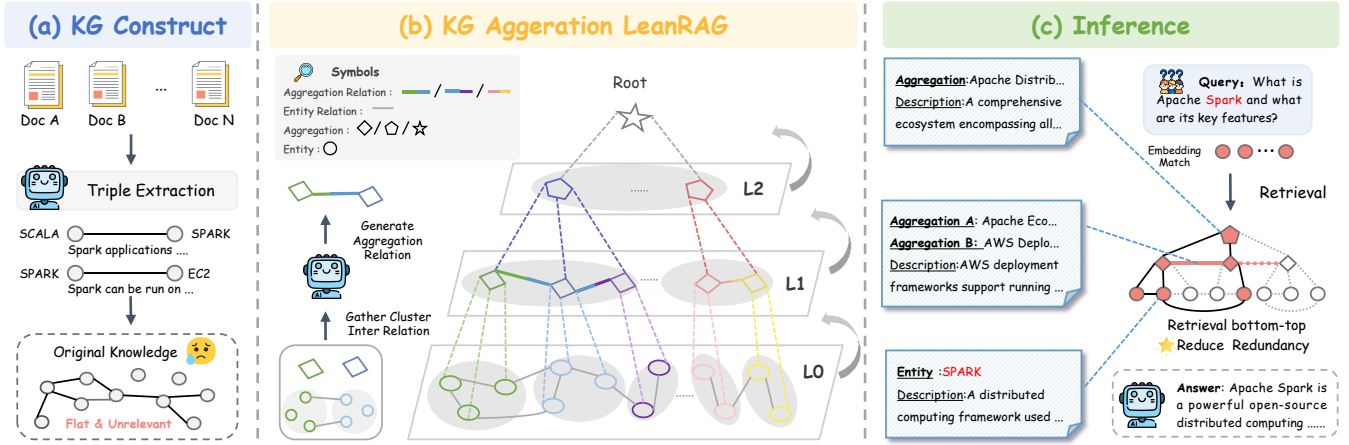 (a) KG Construct
Doc A
Doc B
...
Doc N
AI
Triple Extraction
SCALA
SPARK
Spark applications ....
SPARK
EC2
Spark can be run on ...
Original Knowledge
Flat & Unrelevant
(b) KG Aggeration LeanRAG
Symbols
Aggregation Relation : / /
Entity Relation :
Aggregation : / /
Entity :
Root
L2
......
Generate
Aggregation
Relation
AI
Gather Cluster
Inter Relation
L1
......
L0
......
(c) Inference
Aggregation:Apache Distrib...
Description:A comprehensive
ecosystem encompassing all...
Aggregation A: Apache Eco...
Aggregation B: AWS Deplo...
Description:AWS deployment
frameworks support running ...
Entity :SPARK
Description:A distributed
computing framework used ...
???
Query: What is
Apache Spark and what
are its key features?
Embedding
Match
...
Retrieval
Retrieval bottom-top
Reduce Redundancy
AI
Answer: Apache Spark is
a powerful open-source
distributed computing ......